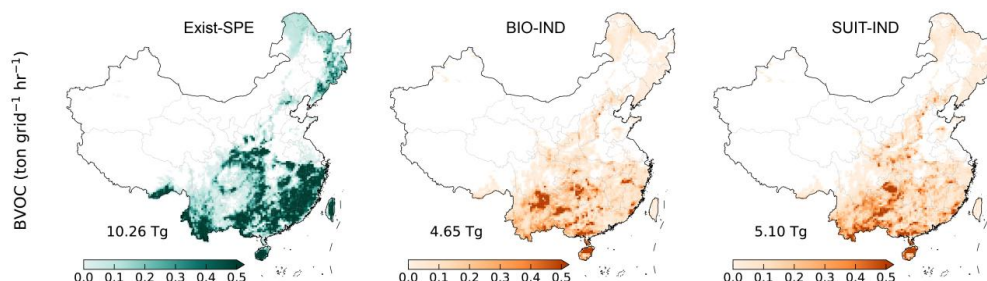 Exist-SPE
BIO-IND
SUIT-IND
BVOC (ton grid⁻¹ hr⁻¹)
10.26 Tg
4.65 Tg
5.10 Tg
0.0 0.1 0.2 0.3 0.4 0.5
0.0 0.1 0.2 0.3 0.4 0.5
0.0 0.1 0.2 0.3 0.4 0.5